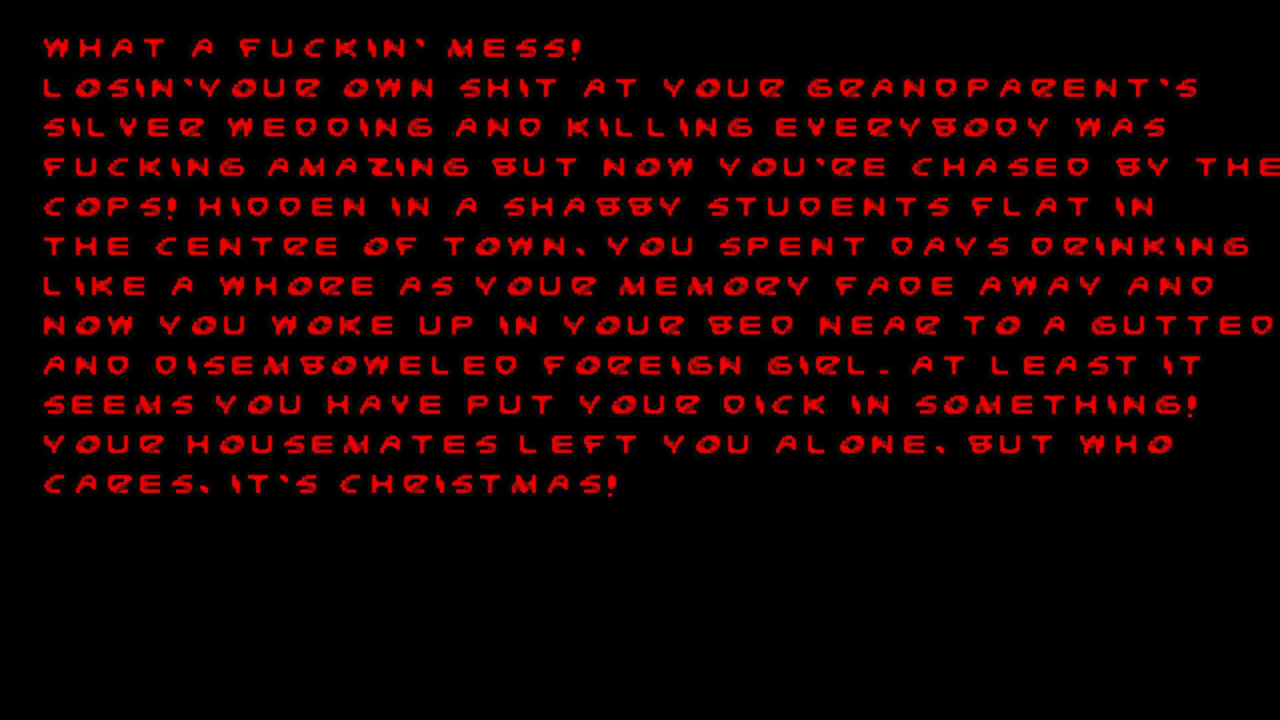 WHAT A FUCKIN' MESS!
LOSIN'YOUR OWN SHIT AT YOUR GRANDPARENT'S
SILVER WEDDING AND KILLING EVERYBODY WAS
FUCKING AMAZING BUT NOW YOU'RE CHASED BY THE
COPS! HIDDEN IN A SHABBY STUDENTS FLAT IN
THE CENTRE OF TOWN, YOU SPENT DAYS DRINKING
LIKE A WHORE AS YOUR MEMORY FADE AWAY AND
NOW YOU WOKE UP IN YOUR BED NEAR TO A GUTTED
AND DISEMBOWELED FOREIGN GIRL. AT LEAST IT
SEEMS YOU HAVE PUT YOUR DICK IN SOMETHING!
YOUR HOUSEMATES LEFT YOU ALONE, BUT WHO
CARES, IT'S CHRISTMAS!